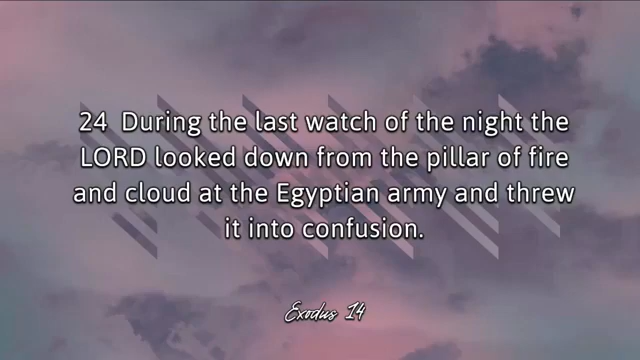 24 During the last watch of the night the
LORD looked down from the pillar of fire
and cloud at the Egyptian army and threw
it into confusion.
Exodus 14